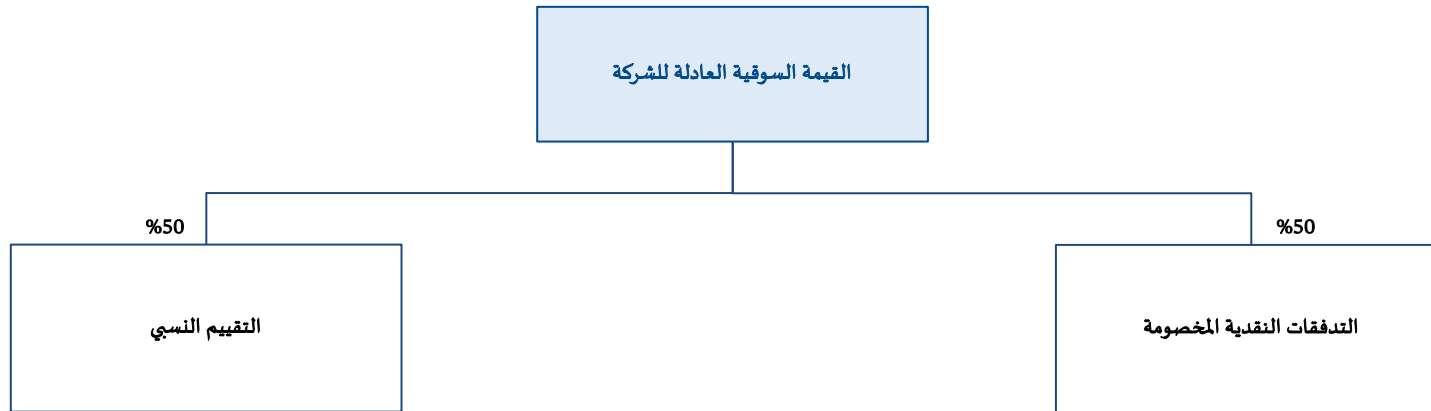 القيمة السوقية العادلة للشركة
%50
%50
التدفقات النقدية المخصومة
التقييم النسبي